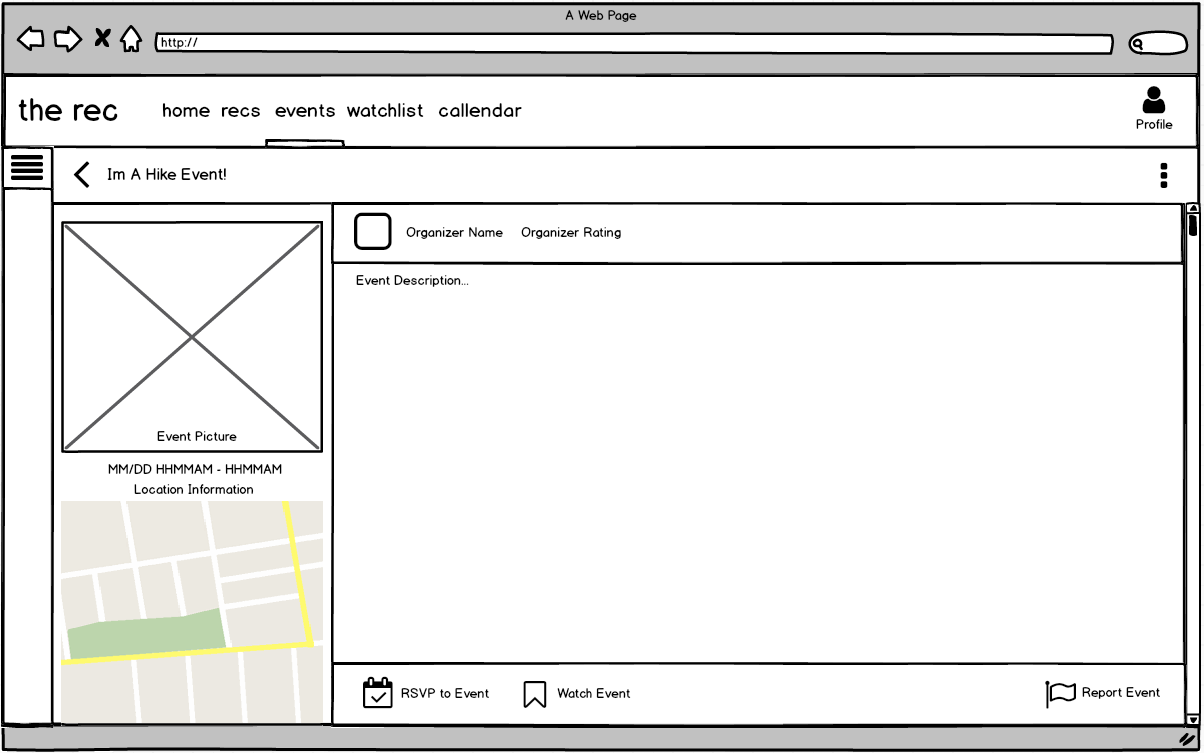 A Web Page
http://
the rec home recs events watchlist callendar
Profile
Im A Hike Event!
Organizer Name Organizer Rating
Event Description...
Event Picture
MM/DD HHMMAM - HHMMAM
Location Information
RSVP to Event Watch Event Report Event